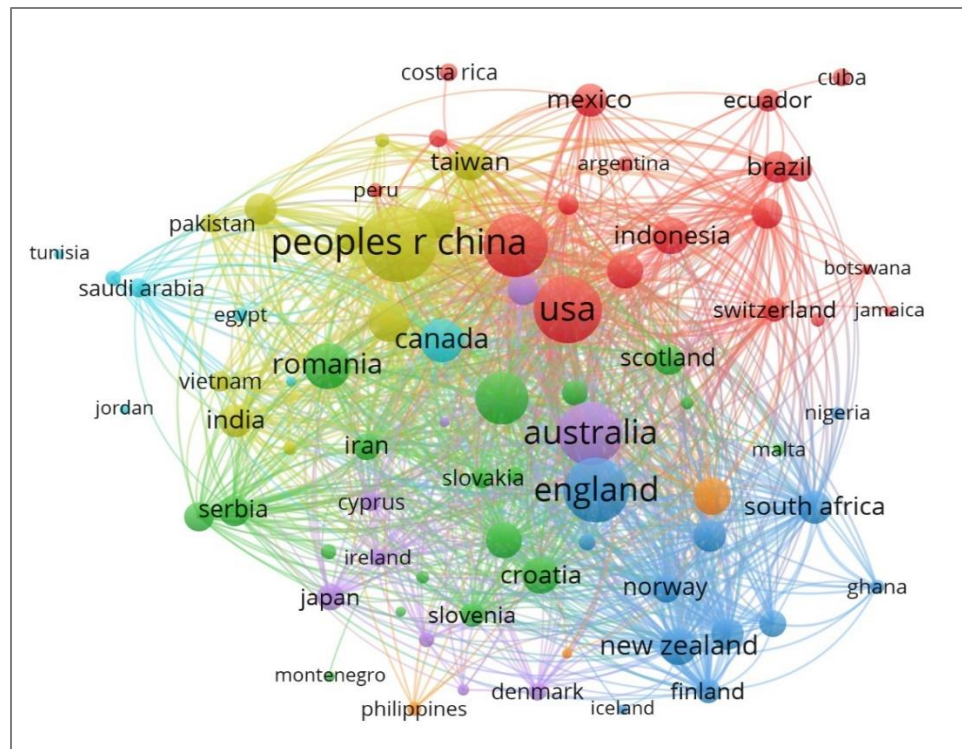 costa rica
cuba
mexico
ecuador
taiwan
argentina
brazil
peru
pakistan
peoples r china
indonesia
tunisia
botswana
saudi arabia
egypt
usa
switzerland
jamaica
canada
romania
scotland
vietnam
jordan
india
nigeria
australia
iran
malta
slovakia
england
cyprus
south africa
serbia
ireland
croatia
norway
ghana
japan
slovenia
new zealand
montenegro
denmark
finland
philippines
iceland